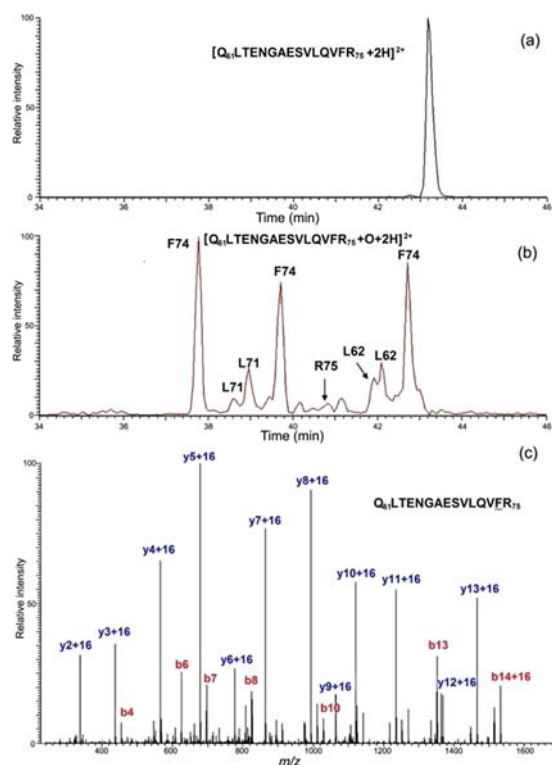 (a)
[Q₆₁LTENGAESVLQVFR₇₅ +2H]²⁺
100
50
0
Relative intensity
34 36 38 40 42 44 46
Time (min)
(b)
[Q₆₁LTENGAESVLQVFR₇₅ +O+2H]²⁺
F74
F74
F74
L71
L71
R75
L62
L62
100
50
0
Relative intensity
34 36 38 40 42 44 46
Time (min)
(c)
Q₆₁LTENGAESVLQVFR₇₅
100
50
0
Relative intensity
y2+16
y3+16
b4
y4+16
b6
y5+16
b7
y6+16
b8
y7+16
y8+16
b10
y9+16
y10+16
y11+16
b13
y12+16
y13+16
b14+16
400 600 800 1000 1200 1400 1600
m/z